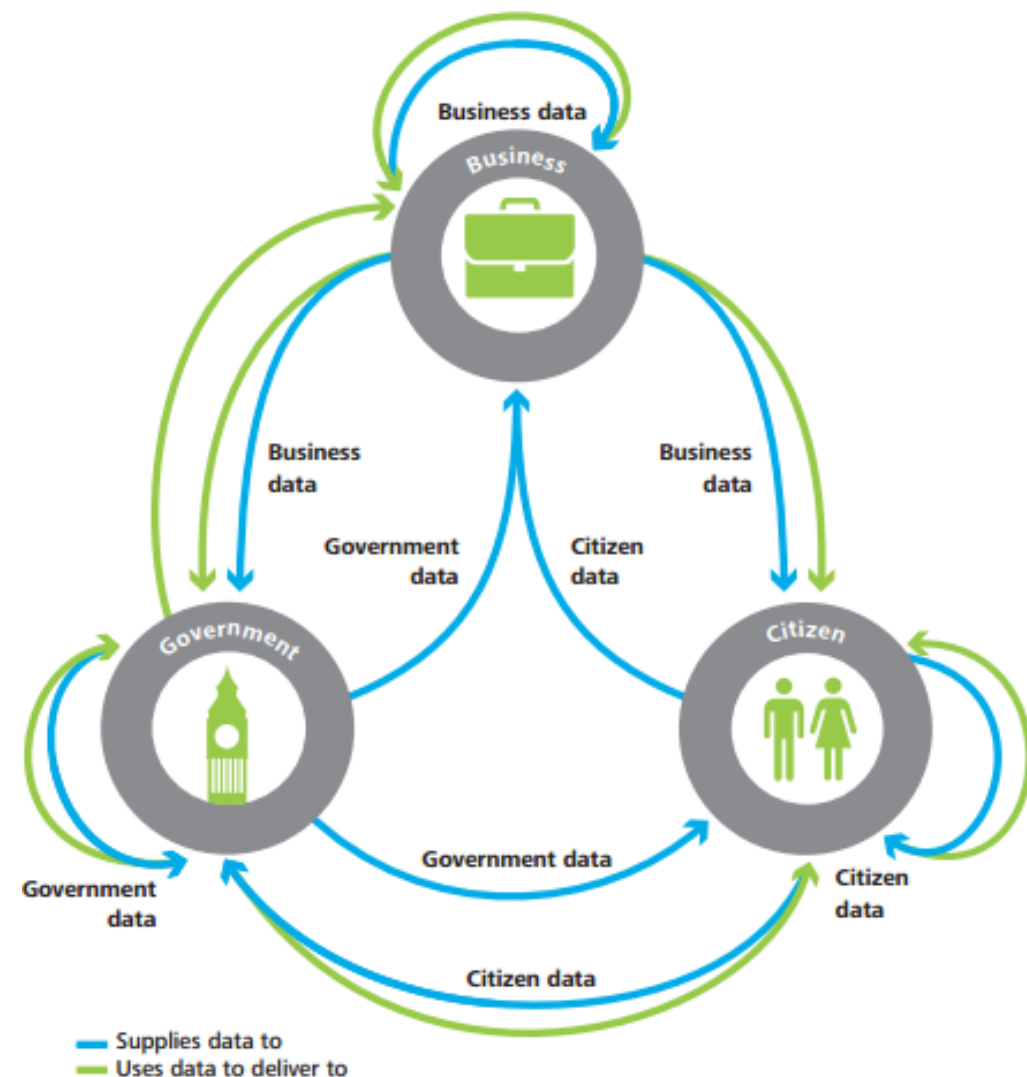 Business data
Business
Business
data
Business
data
Government
data
Citizen
data
Government
Citizen
Government data
Government
data
Citizen
data
Citizen data
Supplies data to
Uses data to deliver to